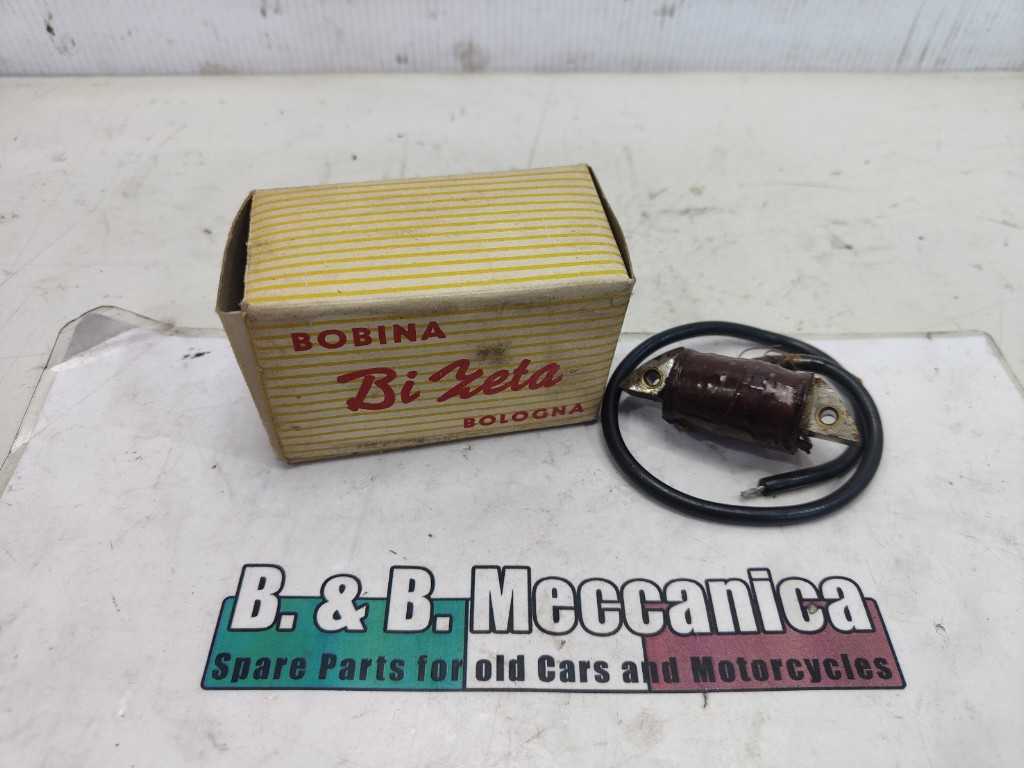 BOBINA
Bi Zeta
BOLOGNA
B. & B. Meccanica
Spare Parts for old Cars and Motorcycles